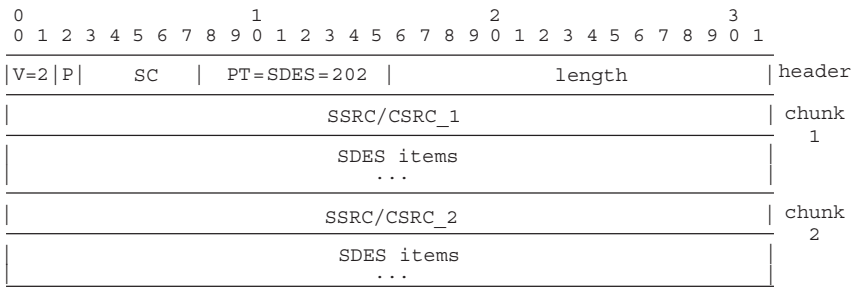 0 1 2 3
0 1 2 3 4 5 6 7 8 9 0 1 2 3 4 5 6 7 8 9 0 1 2 3 4 5 6 7 8 9 0 1
|V=2|P| SC | PT=SDES=202 | length | header
| SSRC/CSRC_1 | chunk
1
| SDES items |
| ... |
| SSRC/CSRC_2 | chunk
2
| SDES items |
| ... |